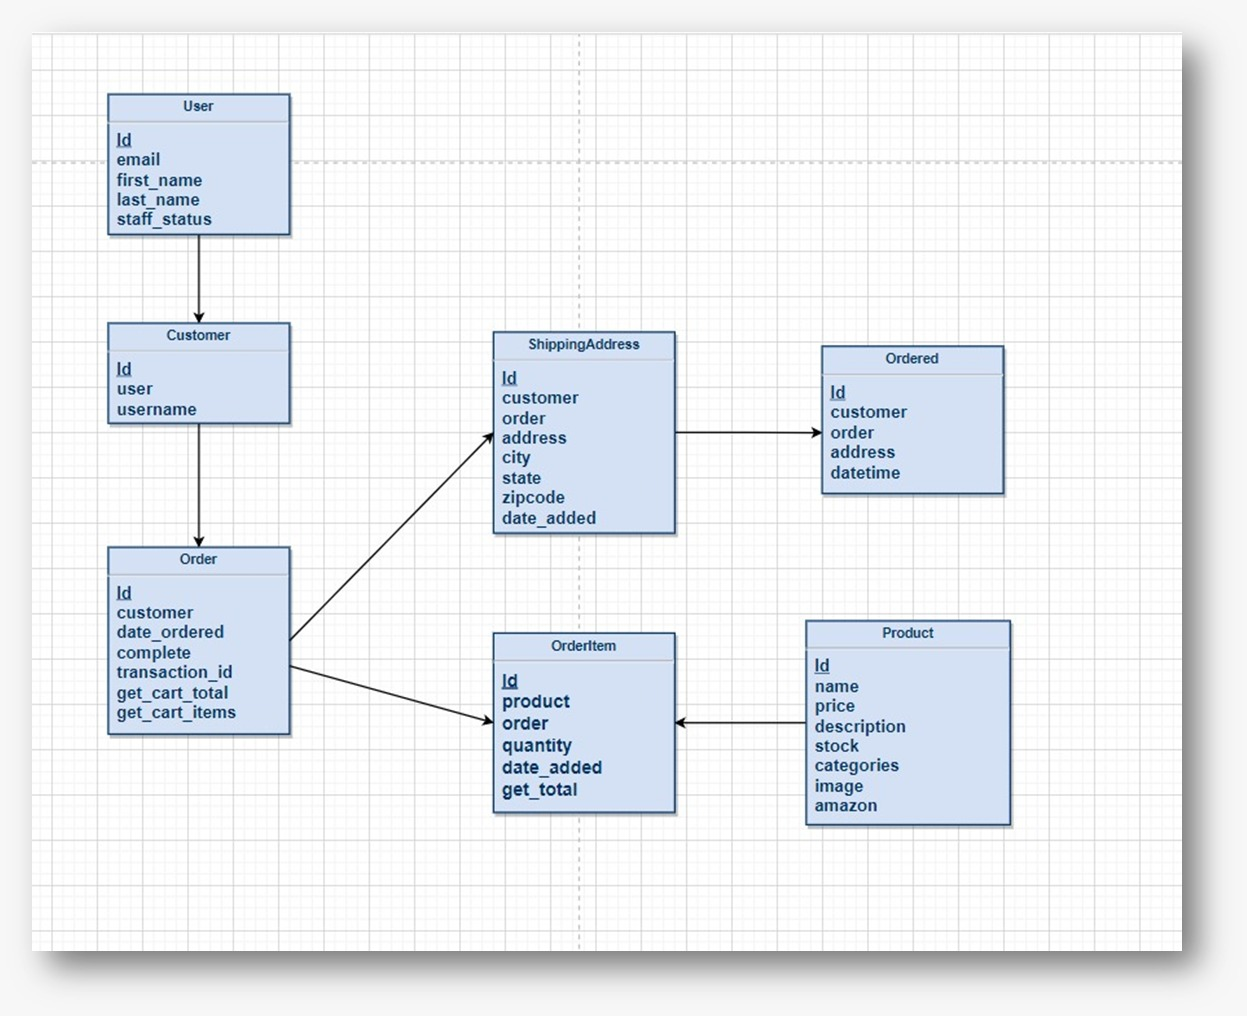 User
Id
email
first_name
last_name
staff_status
Customer
Id
user
username
Order
Id
customer
date_ordered
complete
transaction_id
get_cart_total
get_cart_items
ShippingAddress
Id
customer
order
address
city
state
zipcode
date_added
Ordered
Id
customer
order
address
datetime
OrderItem
Id
product
order
quantity
date_added
get_total
Product
Id
name
price
description
stock
categories
image
amazon